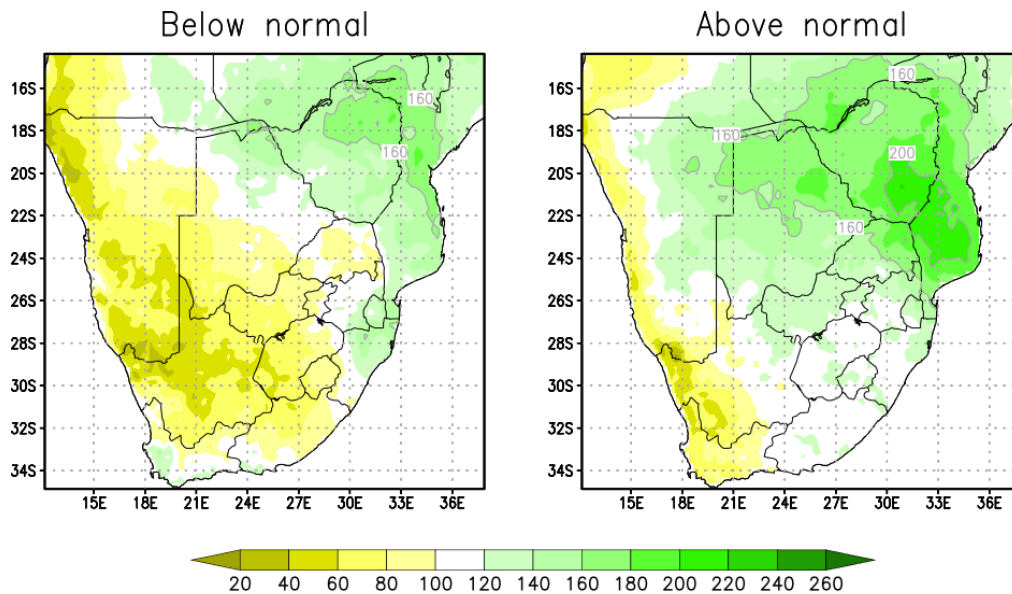 Below normal
Above normal
16S
18S
20S
22S
24S
26S
28S
30S
32S
34S
160
160
15E 18E 21E 24E 27E 30E 33E 36E
16S
18S
20S
22S
24S
26S
28S
30S
32S
34S
160
160
200
160
15E 18E 21E 24E 27E 30E 33E 36E
20 40 60 80 100 120 140 160 180 200 220 240 260